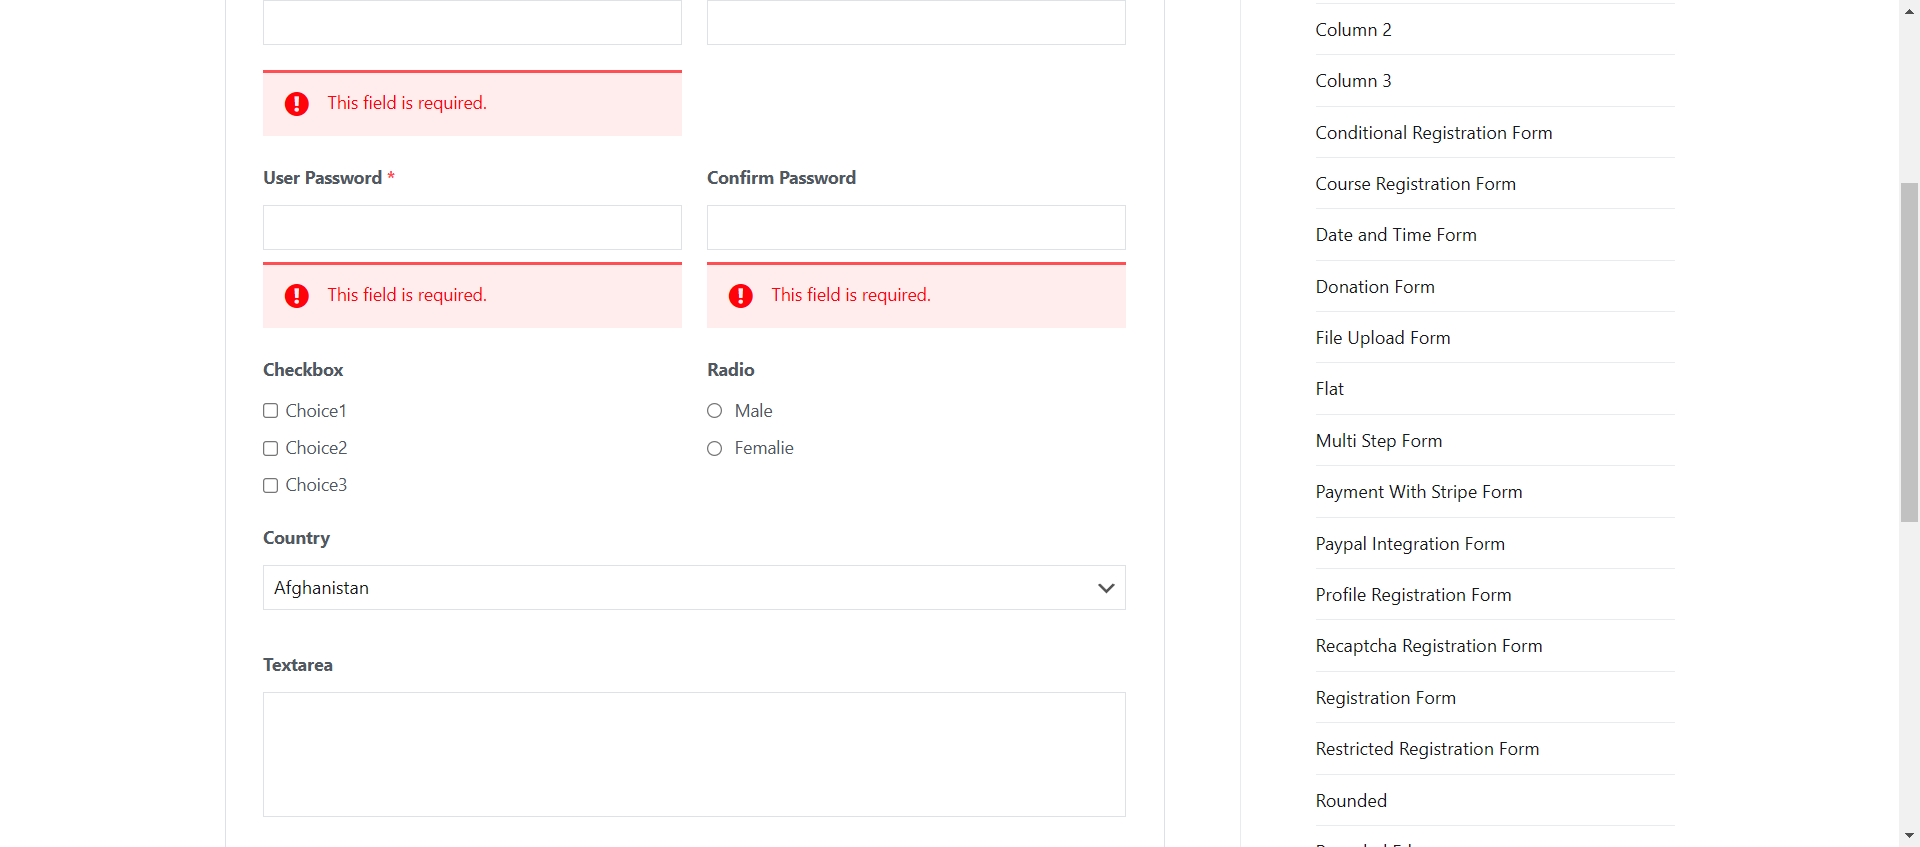 This field is required.
User Password *
Confirm Password
This field is required.
This field is required.
Checkbox
Choice1
Choice2
Choice3
Radio
Male
Femalie
Country
Afghanistan
Textarea
Column 2
Column 3
Conditional Registration Form
Course Registration Form
Date and Time Form
Donation Form
File Upload Form
Flat
Multi Step Form
Payment With Stripe Form
Paypal Integration Form
Profile Registration Form
Recaptcha Registration Form
Registration Form
Restricted Registration Form
Rounded